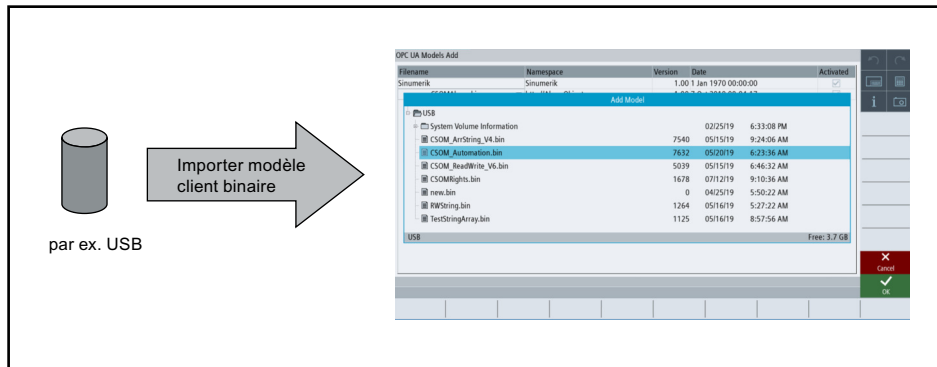 OPC UA Models Add
Filename Namespace Version Date Activated
Sinumerik Sinumerik 1.00 1 Jan 1970 00:00:00
Add Model
USB
System Volume Information 02/25/19 6:33:08 PM
CSOM_ArrString_V4.bin 7540 05/15/19 9:24:06 AM
CSOM_Automation.bin 7632 05/20/19 6:23:36 AM
CSOM_ReadWrite_V6.bin 5039 05/15/19 6:46:32 AM
CSOMRights.bin 1678 07/12/19 9:10:36 AM
new.bin 0 04/25/19 5:50:22 AM
RWString.bin 1264 05/16/19 5:27:22 AM
TestStringArray.bin 1125 05/16/19 8:57:56 AM
USB Free: 3.7 GB
Cancel
OK
Importer modèle
client binaire
par ex. USB